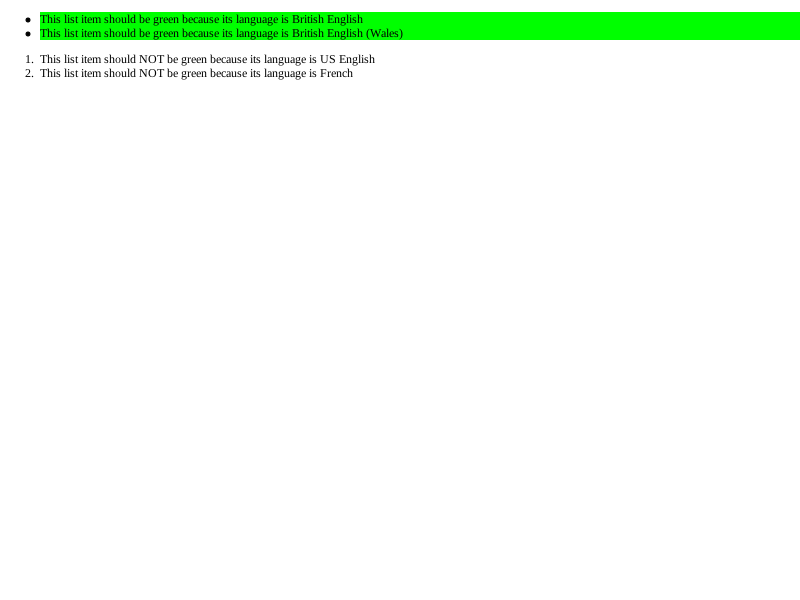 ● This list item should be green because its language is British English
● This list item should be green because its language is British English (Wales)
1. This list item should NOT be green because its language is US English
2. This list item should NOT be green because its language is French